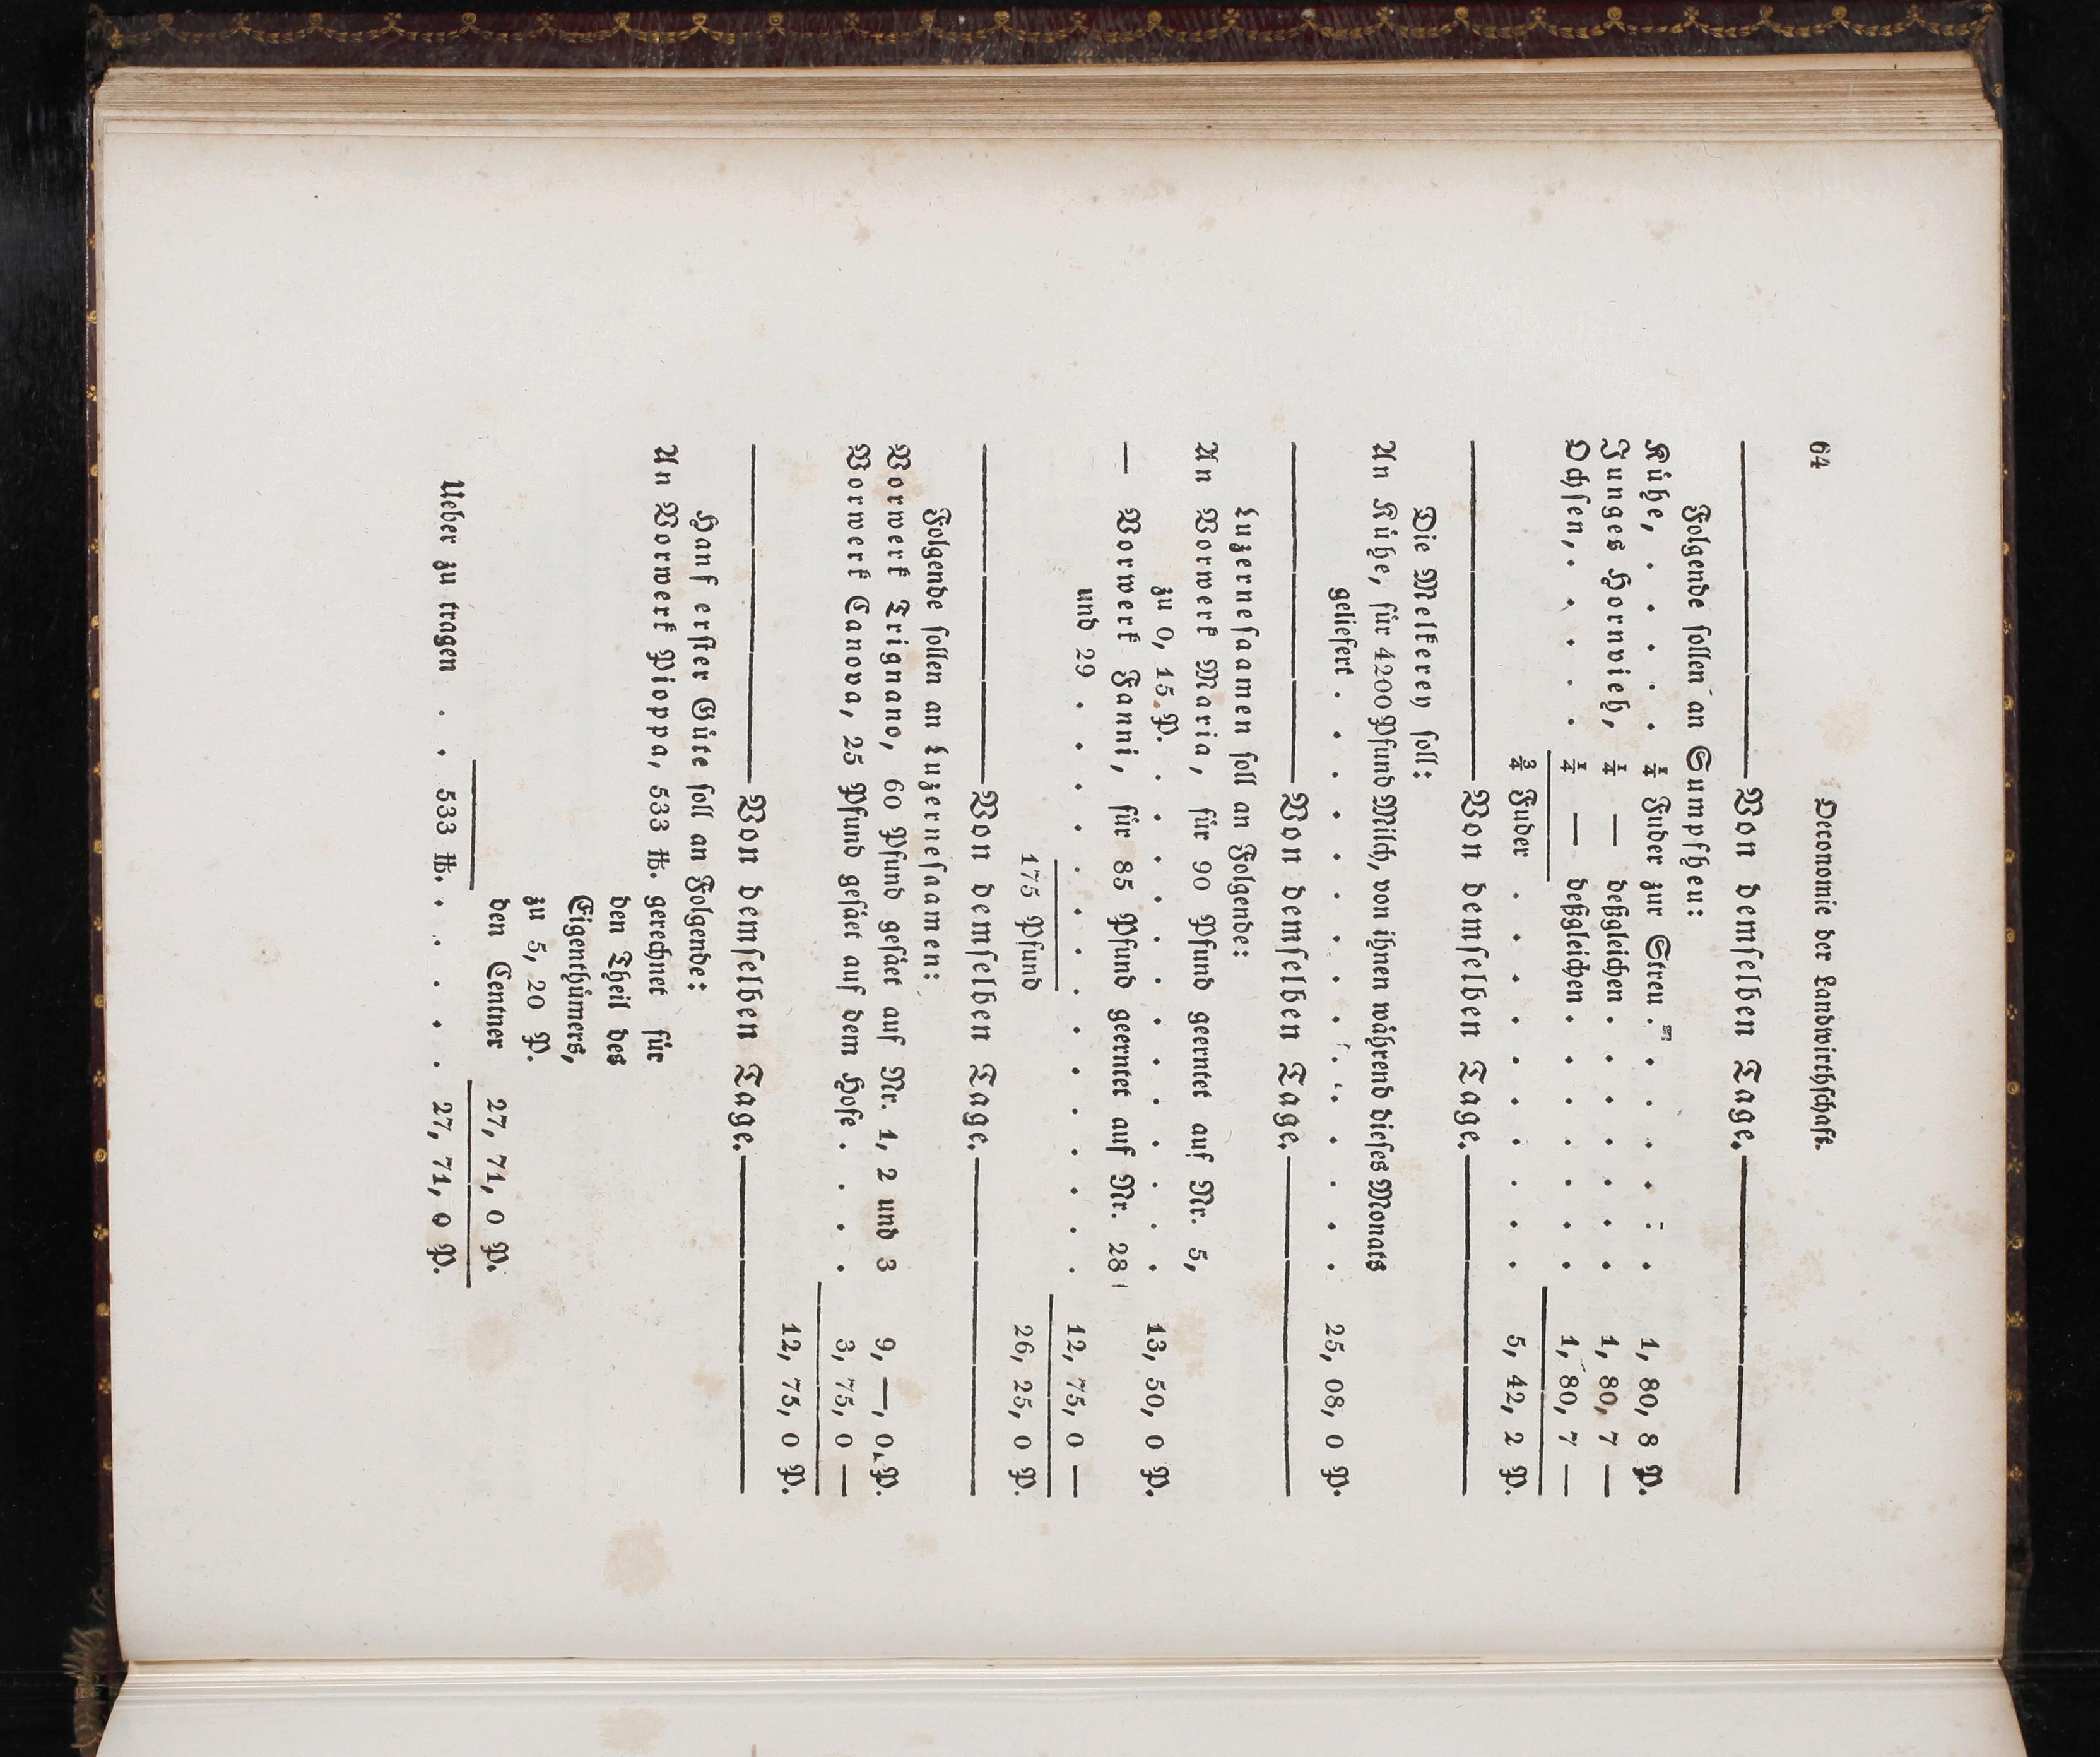 64 Oeconomie der Landwirthschaft.
Von demselben Tage.
Folgende sollen an Sumpfheu:
Kühe, . . . . . ¼ Fuder zur Streu . . . . . . . 1, 80, 8 P.
Junges Hornvieh, ¼ — deßgleichen . . . . . . . 1, 80, 7 —
Ochsen, . . . . . ¼ — deßgleichen . . . . . . . 1, 80, 7 —
¾ Fuder . . . . . . . . . . 5, 42, 2 P.
Von demselben Tage.
Die Melkerey soll:
An Kühe, für 4200 Pfund Milch, von ihnen während dieses Monats
geliefert . . . . . . . . . . . . . . . 25, 08, 0 P.
Von demselben Tage.
Luzernesaamen soll an Folgende:
An Vorwerk Maria, für 90 Pfund geerntet auf Nr. 5,
zu 0, 15. P. . . . . . . . . . . . . . 13, 50, 0 P.
— Vorwerk Fanni, für 85 Pfund geerntet auf Nr. 28
und 29 . . . . . . . . . . . . . . . 12, 75, 0 —
175 Pfund 26, 25, 0 P.
Von demselben Tage.
Folgende sollen an Luzernesaamen:
Vorwerk Trignano, 60 Pfund gesäet auf Nr. 1, 2 und 3 9, —, 0, P.
Vorwerk Canova, 25 Pfund gesäet auf dem Hofe . . . . 3, 75, 0 —
12, 75, 0 P.
Von demselben Tage.
Hanf erster Güte soll an Folgende:
An Vorwerk Pioppa, 533 ℔. gerechnet für
den Theil des
Eigenthümers,
zu 5, 20 P.
den Centner 27, 71, 0 P.
Ueber zu tragen . . 533 ℔. . . . . . 27, 71, 0 P.